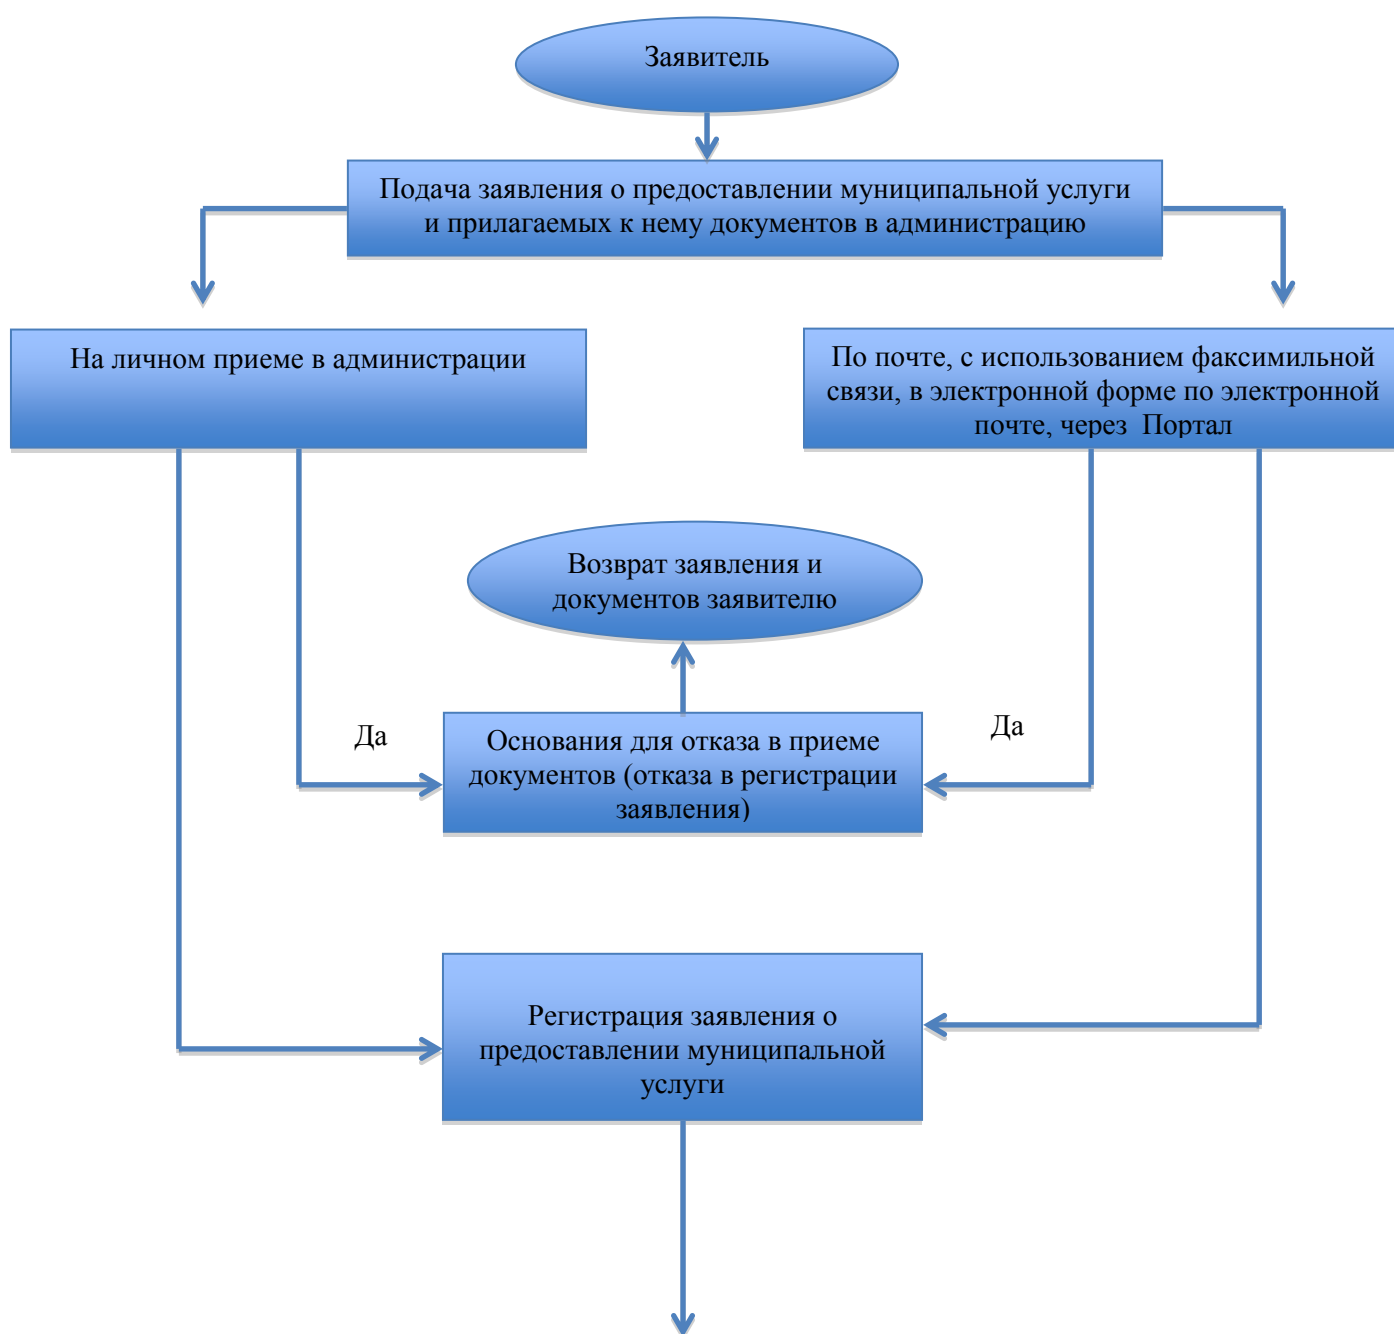 Заявитель
Подача заявления о предоставлении муниципальной услуги
и прилагаемых к нему документов в администрацию
На личном приеме в администрации
По почте, с использованием факсимильной
связи, в электронной форме по электронной
почте, через  Портал
Возврат заявления и
документов заявителю
Да
Да
Основания для отказа в приеме
документов (отказа в регистрации
заявления)
Регистрация заявления о
предоставлении муниципальной
услуги